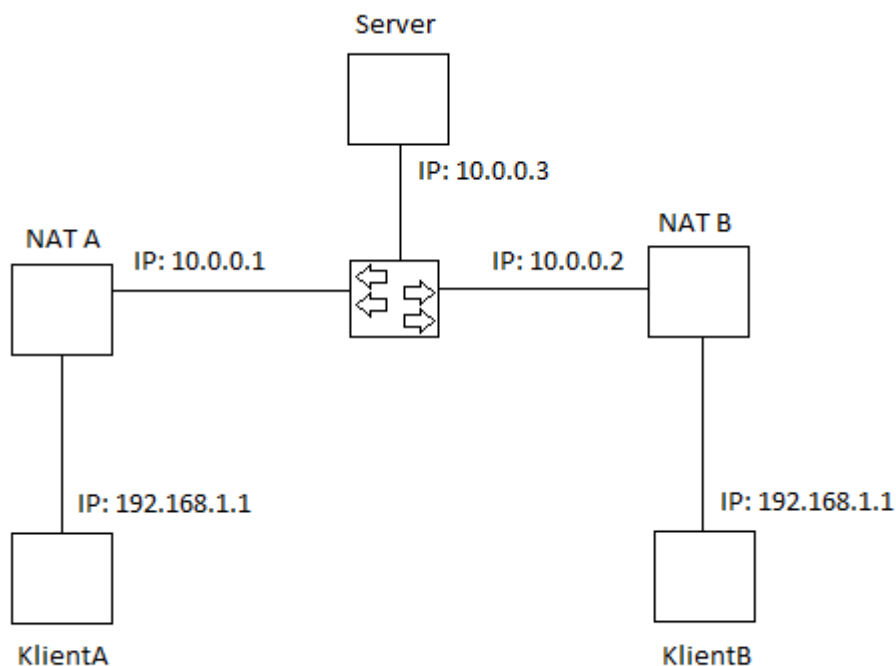 Server
IP: 10.0.0.3
NAT A
NAT B
IP: 10.0.0.1
IP: 10.0.0.2
IP: 192.168.1.1
IP: 192.168.1.1
KlientA
KlientB